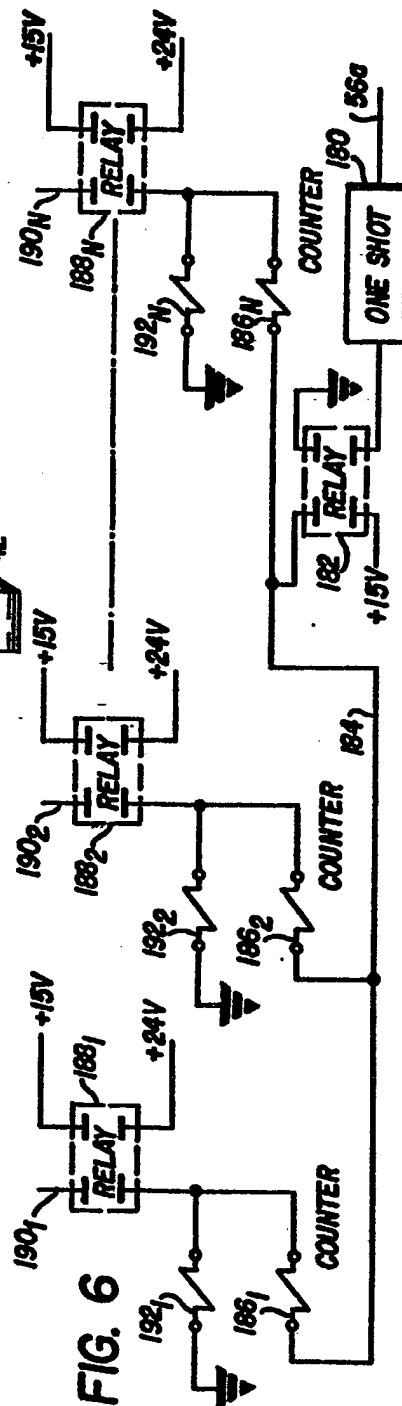 FIG. 6
190₁
+15V
188₁
RELAY
+24V
192₁
186₁
COUNTER
190₂
+15V
188₂
RELAY
+24V
192₂
186₂
COUNTER
184
190N
+15V
188N
RELAY
+24V
192N
186N
COUNTER
182
RELAY
+15V
180
56a
ONE SHOT